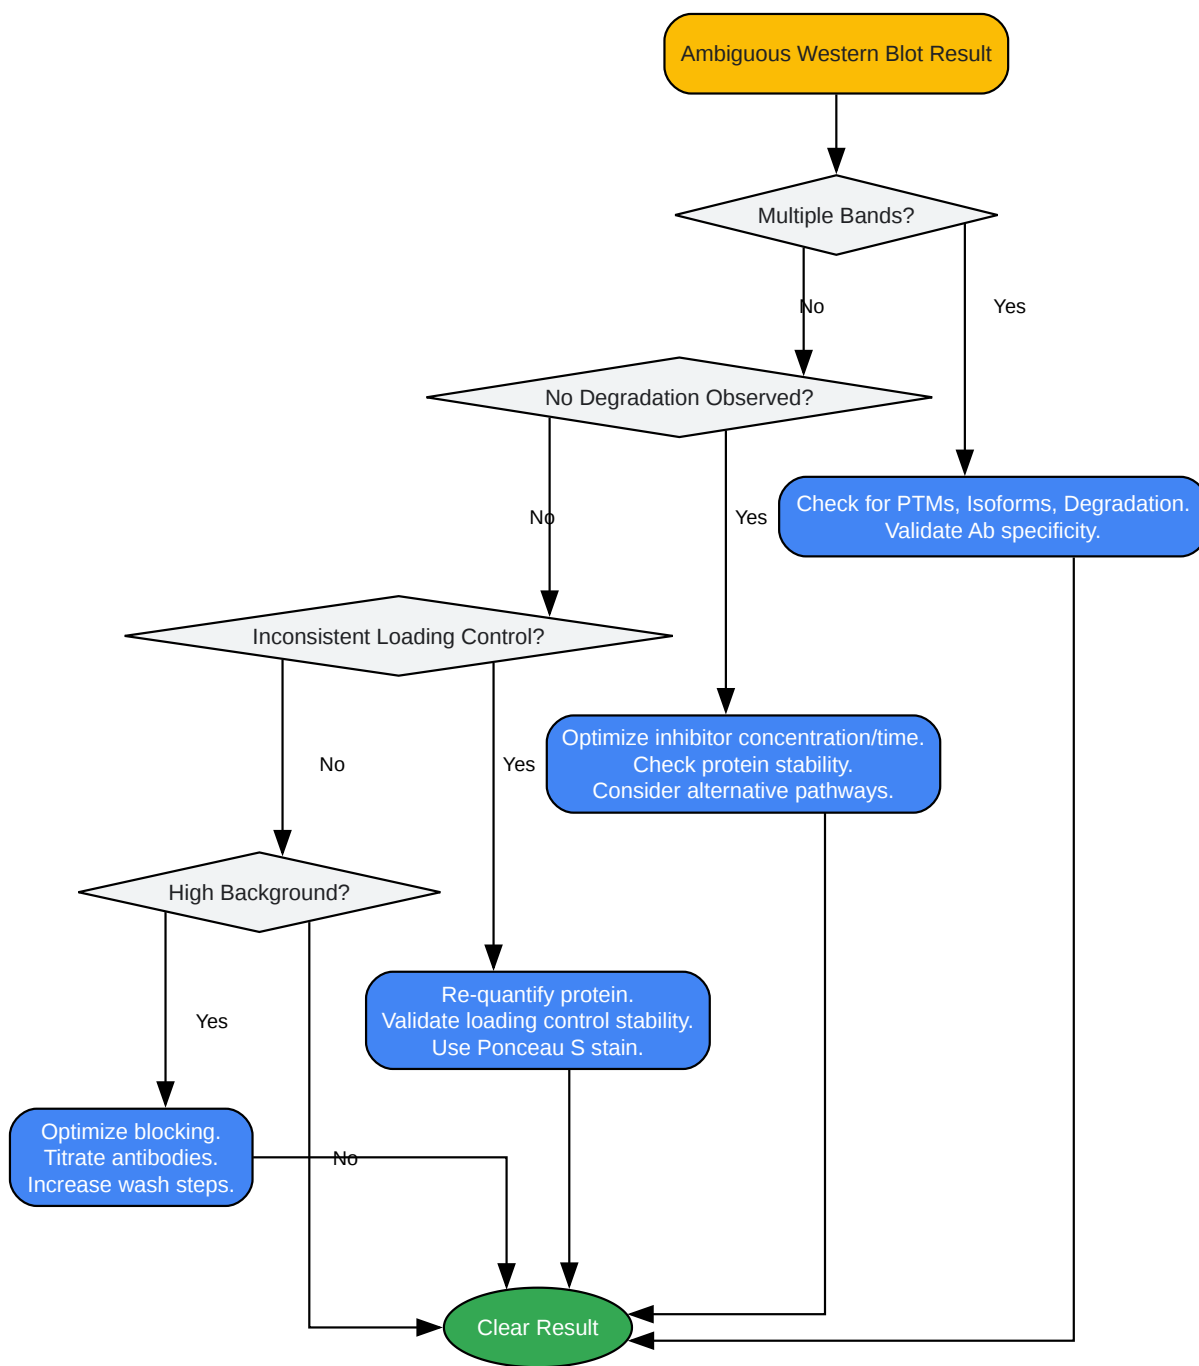 Ambiguous Western Blot Result
Multiple Bands?
No
Yes
No Degradation Observed?
No
Yes
Check for PTMs, Isoforms, Degradation.
Validate Ab specificity.
Inconsistent Loading Control?
No
Yes
Optimize inhibitor concentration/time.
Check protein stability.
Consider alternative pathways.
High Background?
Yes
No
Re-quantify protein.
Validate loading control stability.
Use Ponceau S stain.
Optimize blocking.
Titrate antibodies.
Increase wash steps.
Clear Result